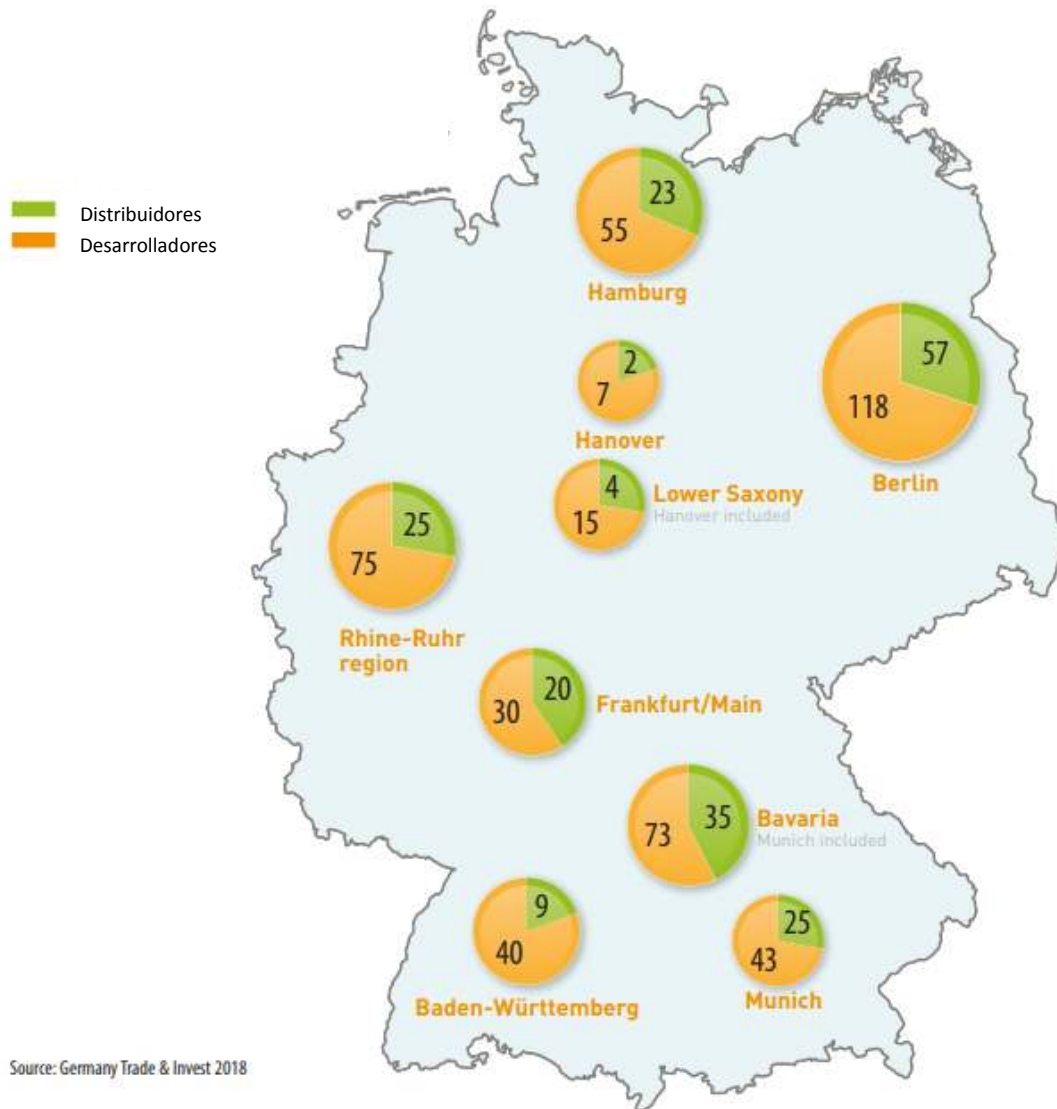 Distribuidores
Desarrolladores
23
55
Hamburg
2
7
Hanover
57
118
Berlin
4
15
Lower Saxony
Hanover included
25
75
Rhine-Ruhr
region
20
30
Frankfurt/Main
35
73
Bavaria
Munich included
9
40
Baden-Württemberg
25
43
Munich
Source: Germany Trade & Invest 2018